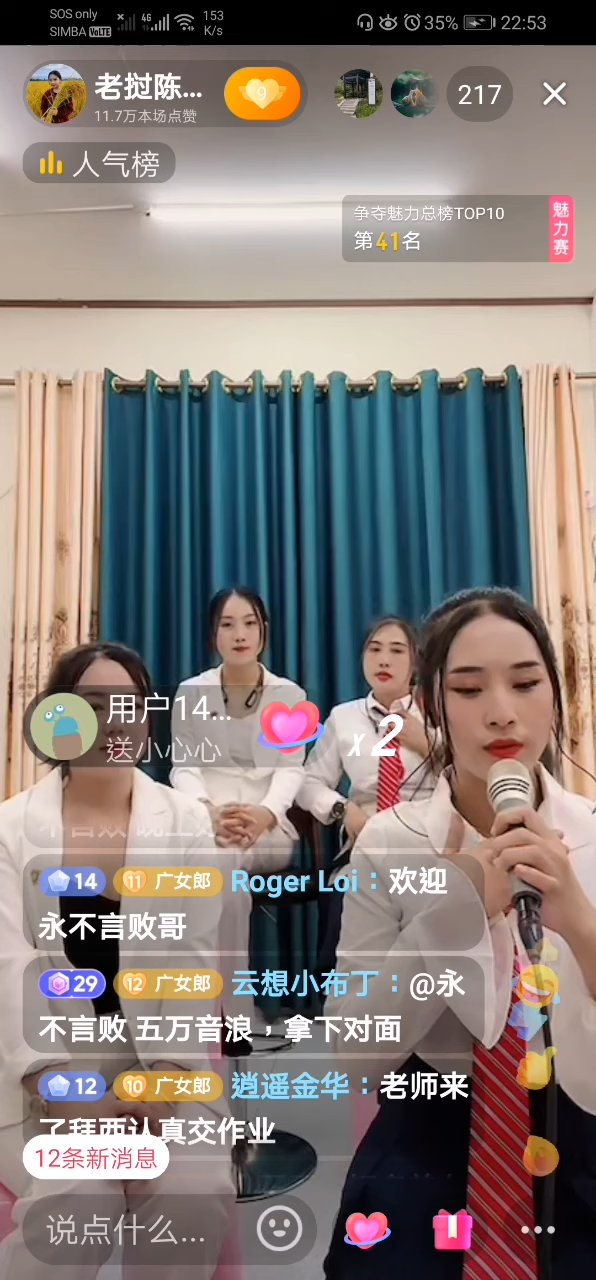 SOS only
SIMBA VoLTE
4G
153
K/s
35%
22:53
老挝陈...
11.7万本场点赞
9
217
人气榜
争夺魅力总榜TOP10
第41名
魅力赛
用户14...
送小心心
x2
14 11 广女郎 Roger Loi：欢迎
永不言败哥
29 12 广女郎 云想小布丁：@永
不言败 五万音浪，拿下对面
12 10 广女郎 逍遥金华：老师来
了拜两认真交作业
12条新消息
说点什么...